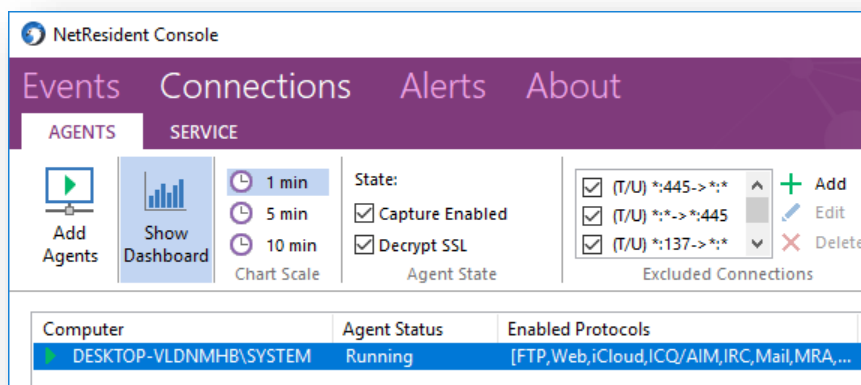 NetResident Console
Events Connections Alerts About
AGENTS SERVICE
Add Agents
Show Dashboard
1 min
5 min
10 min
Chart Scale
State:
Capture Enabled
Decrypt SSL
Agent State
(T/U) *:445->*:*
(T/U) *:*->*:445
(T/U) *:137->*:*
Add
Edit
Delete
Excluded Connections
Computer Agent Status Enabled Protocols
DESKTOP-VLDNMHB\SYSTEM Running [FTP,Web,iCloud,ICQ/AIM,IRC,Mail,MRA,...